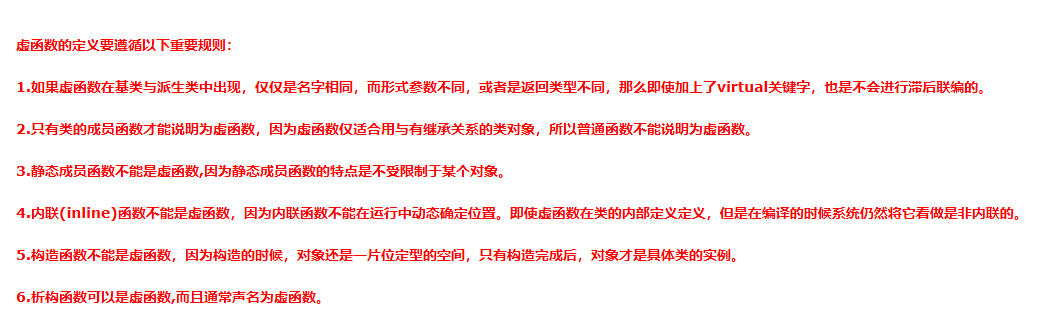 虚函数的定义要遵循以下重要规则：
1.如果虚函数在基类与派生类中出现，仅仅是名字相同，而形式参数不同，或者是返回类型不同，那么即使加上了virtual关键字，也是不会进行滞后联编的。
2.只有类的成员函数才能说明为虚函数，因为虚函数仅适合用与有继承关系的类对象，所以普通函数不能说明为虚函数。
3.静态成员函数不能是虚函数,因为静态成员函数的特点是不受限制于某个对象。
4.内联(inline)函数不能是虚函数，因为内联函数不能在运行中动态确定位置。即使虚函数在类的内部定义定义，但是在编译的时候系统仍然将它看做是非内联的。
5.构造函数不能是虚函数，因为构造的时候，对象还是一片位定型的空间，只有构造完成后，对象才是具体类的实例。
6.析构函数可以是虚函数,而且通常声名为虚函数。